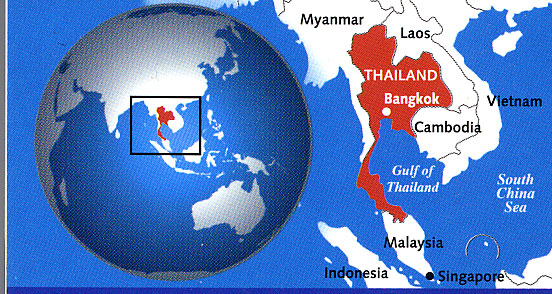 Myanmar
Laos
THAILAND
Bangkok
Vietnam
Cambodia
Gulf of
Thailand
South
China
Sea
Malaysia
Indonesia
Singapore